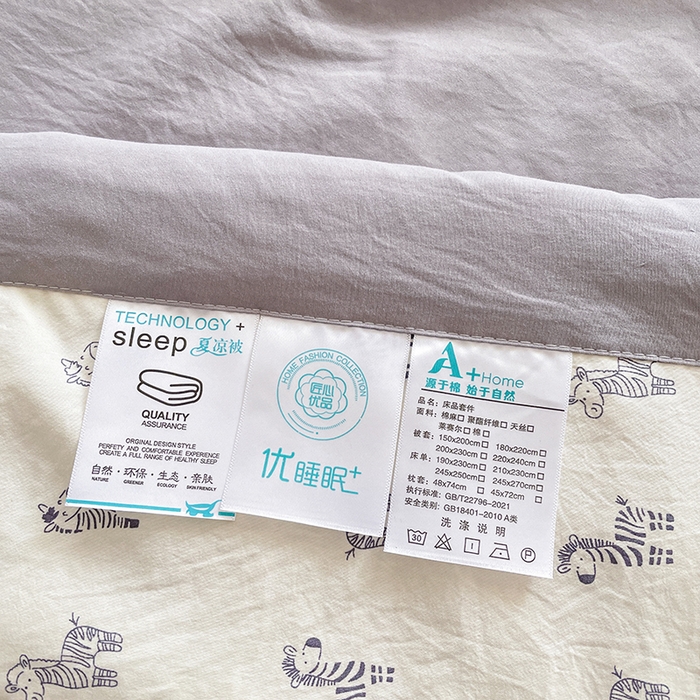 TECHNOLOGY +
sleep 夏凉被
QUALITY
ASSURANCE
ORIGINAL DESIGN STYLE
PERFETY AND COMFORTABLE EXPERIENCE
CREATE A FULL RANGE OF HEALTHY SLEEP
自然·环保·生态·亲肤
NATURE GREENER ECOLOGY SKIN FRIENDLY
HOME FASHION COLLECTION
匠心
优品
优睡眠+
A+Home
源于棉 始于自然
品名: 床品套件
面料: 棉麻□ 聚酯纤维□ 天丝□
莱赛尔□ 棉□
被套: 150x200cm□ 180x220cm□
200x230cm□ 220x240cm□
床单: 190x230cm□ 210x230cm□
245x250cm□ 245x270cm□
枕套: 48x74cm□ 45x72cm□
执行标准: GB/T22796-2021
安全类别: GB18401-2010 A类
洗涤说明
30 P